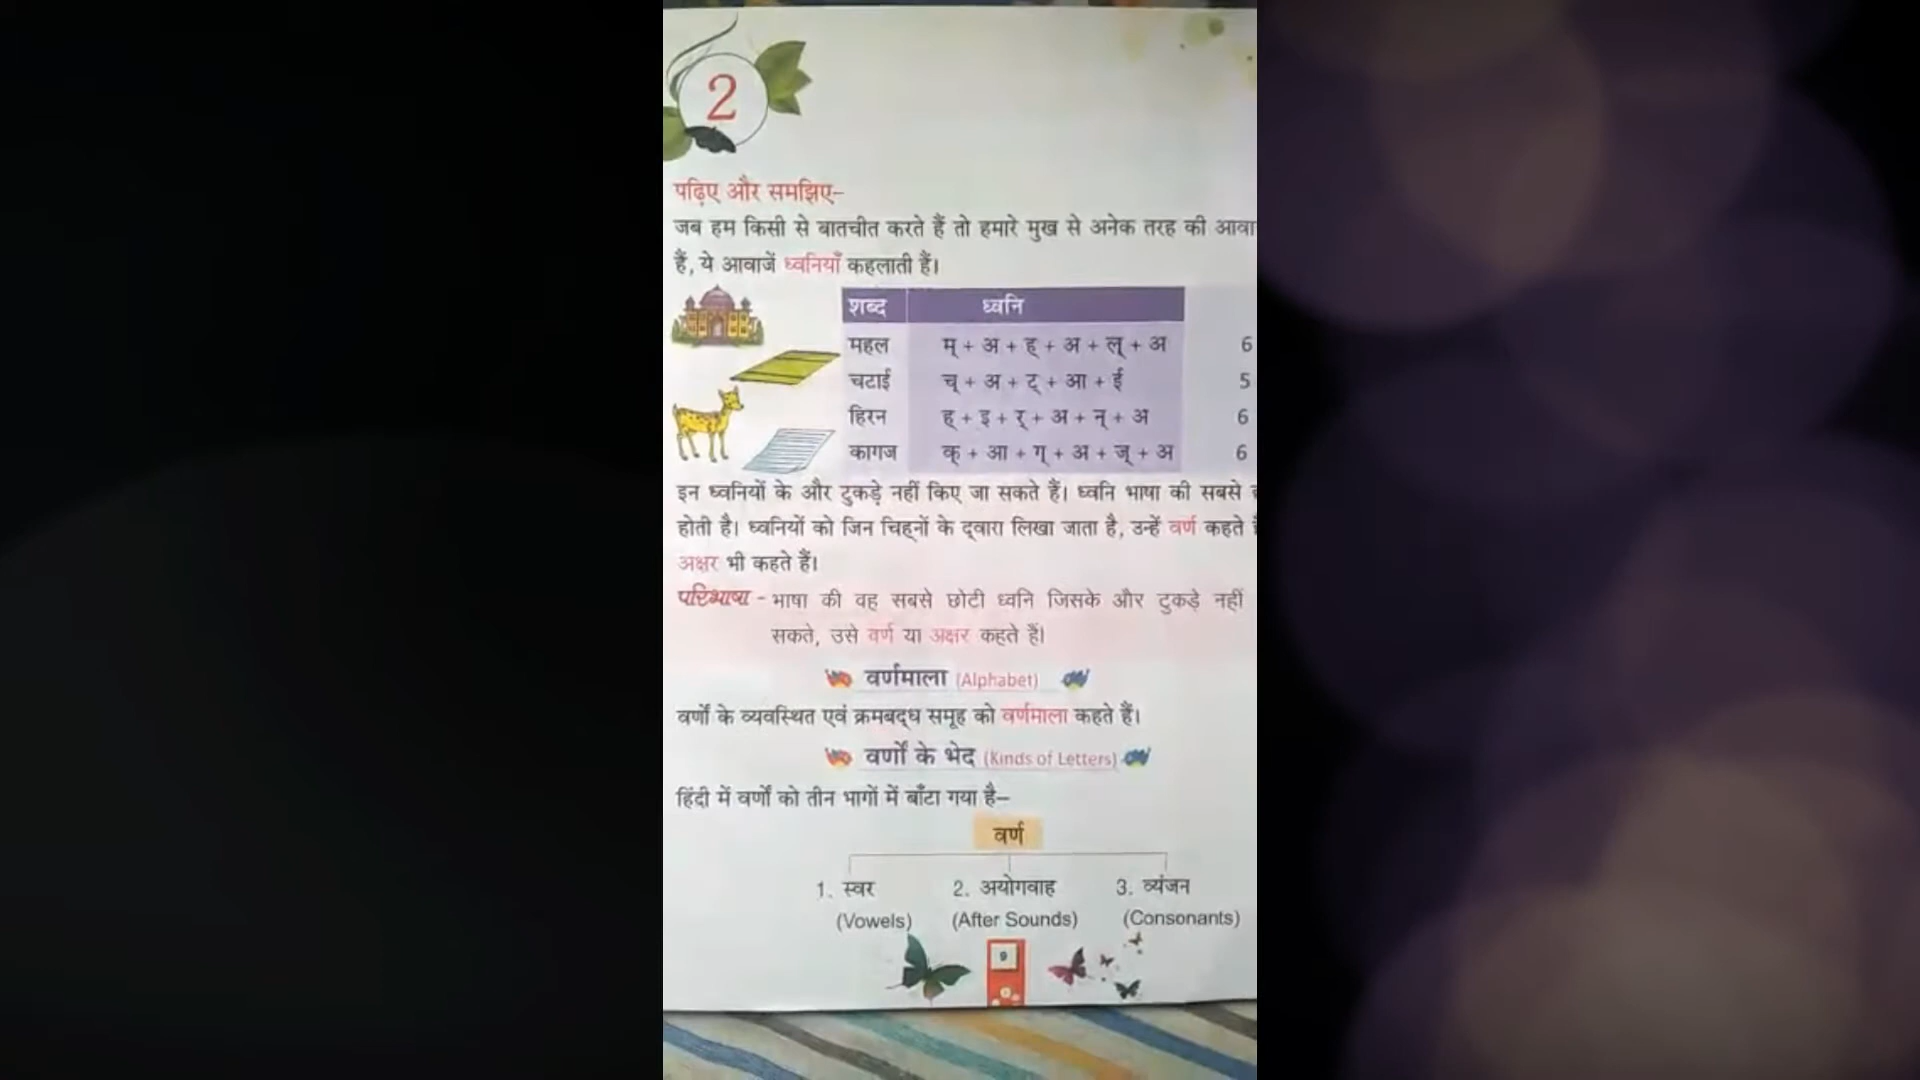 2
पढ़िए और समझिए–
जब हम किसी से बातचीत करते हैं तो हमारे मुख से अनेक तरह की
हैं, ये आवाजें ध्वनियाँ कहलाती हैं।
शब्द ध्वनि
महल म् + अ + ह् + अ + ल् + अ 6
चटाई च् + अ + ट् + आ + ई 5
हिरन ह् + इ + र् + अ + न् + अ 6
कागज क् + आ + ग् + अ + ज् + अ 6
इन ध्वनियों के और टुकड़े नहीं किए जा सकते हैं। ध्वनि भाषा की सबसे
होती है। ध्वनियों को जिन चिह्नों के द्वारा लिखा जाता है, उन्हें वर्ण कहते
अक्षर भी कहते हैं।
परिभाषा - भाषा की वह सबसे छोटी ध्वनि जिसके और टुकड़े नहीं
सकते, उसे वर्ण या अक्षर कहते हैं।
वर्णमाला (Alphabet)
वर्णों के व्यवस्थित एवं क्रमबद्ध समूह को वर्णमाला कहते हैं।
वर्णों के भेद (Kinds of Letters)
हिंदी में वर्णों को तीन भागों में बाँटा गया है–
वर्ण
1. स्वर 2. अयोगवाह 3. व्यंजन
(Vowels) (After Sounds) (Consonants)
9